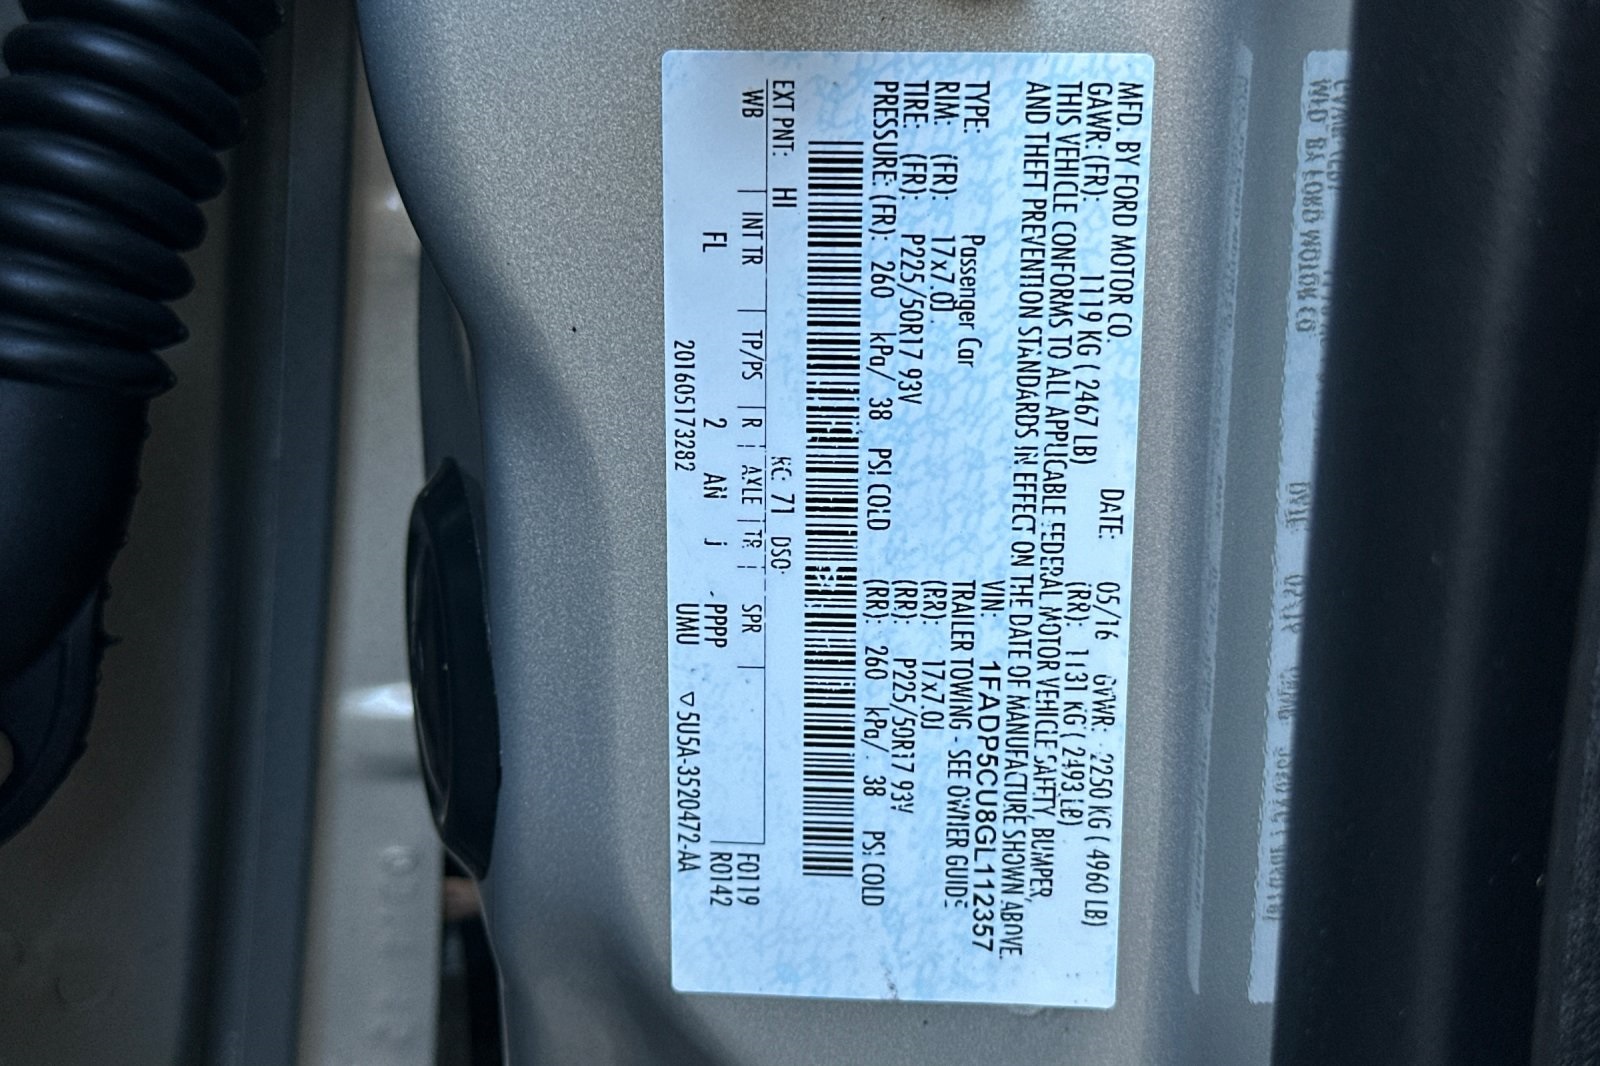 MFD. BY FORD MOTOR CO.
DATE: 05/16 GVWR: 2250 KG ( 4960 LB)
GAWR: (FR): 1119 KG ( 2467 LB) (RR): 1131 KG ( 2493 LB)
THIS VEHICLE CONFORMS TO ALL APPLICABLE FEDERAL MOTOR VEHICLE SAFETY, BUMPER,
AND THEFT PREVENTION STANDARDS IN EFFECT ON THE DATE OF MANUFACTURE SHOWN ABOVE.
VIN: 1FADP5CU8GL112357
TYPE: Passenger Car TRAILER TOWING - SEE OWNER GUIDE
RIM: (FR): 17x7.0J (RR): 17x7.0J
TIRE: (FR): P225/50R17 93V (RR): P225/50R17 93V
PRESSURE: (FR): 260 kPa/ 38 PSI COLD (RR): 260 kPa/ 38 PSI COLD
EXT PNT: HI RC: 71 DSO:
WB INT TR TP/PS R AXLE TR SPR F0119
FL 2 AN j PPPP R0142
201605173282 UMU ▽5U5A-3520472-AA